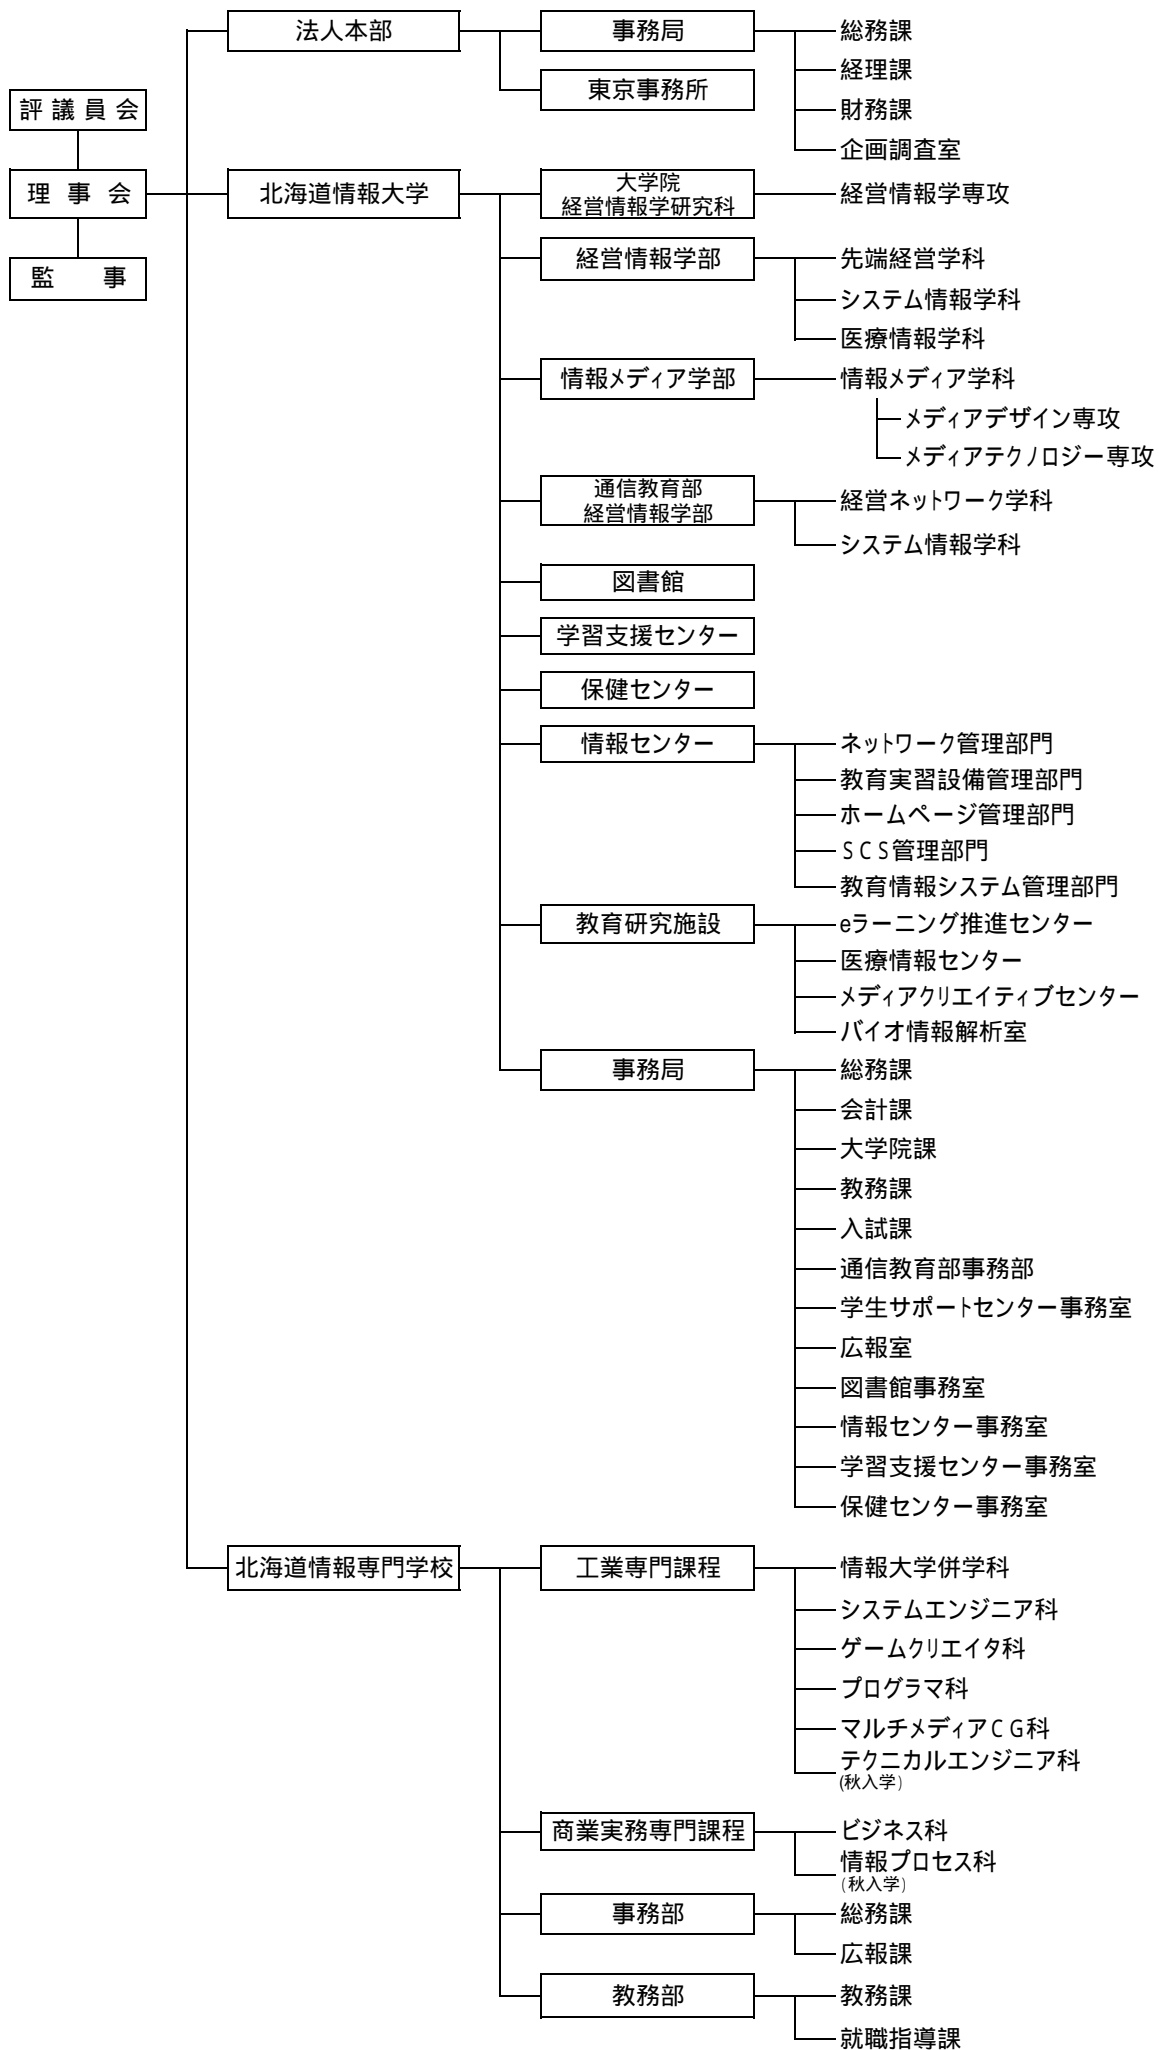 評議員会
理事会
監事
法人本部
事務局
総務課
経理課
財務課
企画調査室
東京事務所
北海道情報大学
大学院
経営情報学研究科
経営情報学専攻
経営情報学部
先端経営学科
システム情報学科
医療情報学科
情報メディア学部
情報メディア学科
メディアデザイン専攻
メディアテクノロジー専攻
通信教育部
経営情報学部
経営ネットワーク学科
システム情報学科
図書館
学習支援センター
保健センター
情報センター
ネットワーク管理部門
教育実習設備管理部門
ホームページ管理部門
SCS管理部門
教育情報システム管理部門
教育研究施設
eラーニング推進センター
医療情報センター
メディアクリエイティブセンター
バイオ情報解析室
事務局
総務課
会計課
大学院課
教務課
入試課
通信教育部事務部
学生サポートセンター事務室
広報室
図書館事務室
情報センター事務室
学習支援センター事務室
保健センター事務室
北海道情報専門学校
工業専門課程
情報大学併学科
システムエンジニア科
ゲームクリエイタ科
プログラマ科
マルチメディアCG科
テクニカルエンジニア科
(秋入学)
商業実務専門課程
ビジネス科
情報プロセス科
(秋入学)
事務部
総務課
広報課
教務部
教務課
就職指導課